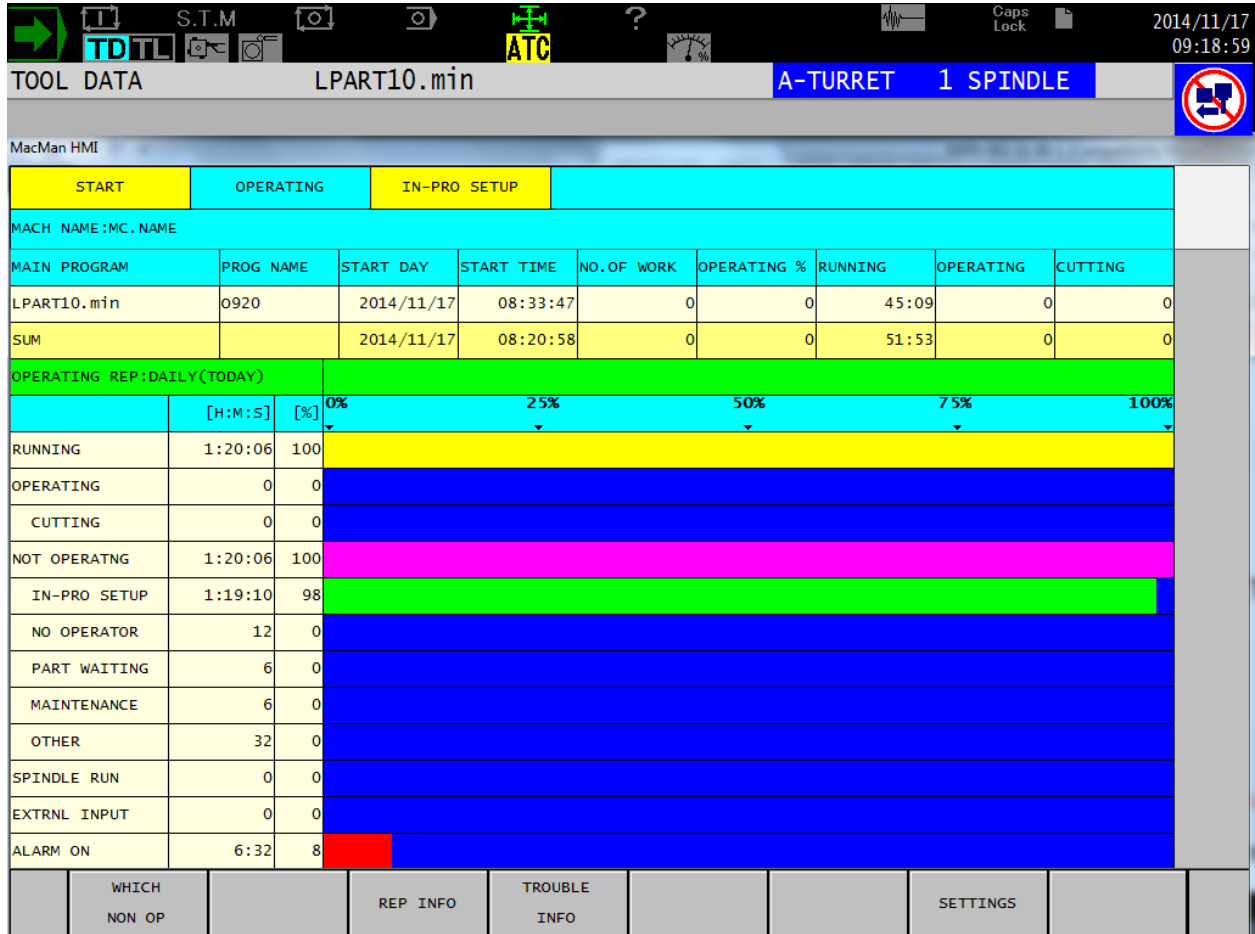 S.T.M ? Caps Lock 2014/11/17
TD TL ATC % 09:18:59
TOOL DATA LPART10.min A-TURRET 1 SPINDLE
MacMan HMI
START OPERATING IN-PRO SETUP
MACH NAME:MC.NAME
MAIN PROGRAM PROG NAME START DAY START TIME NO.OF WORK OPERATING % RUNNING OPERATING CUTTING
LPART10.min O920 2014/11/17 08:33:47 0 0 45:09 0 0
SUM 2014/11/17 08:20:58 0 0 51:53 0 0
OPERATING REP:DAILY(TODAY)
[H:M:S] [%] 0% 25% 50% 75% 100%
RUNNING 1:20:06 100
OPERATING 0 0
CUTTING 0 0
NOT OPERATNG 1:20:06 100
IN-PRO SETUP 1:19:10 98
NO OPERATOR 12 0
PART WAITING 6 0
MAINTENANCE 6 0
OTHER 32 0
SPINDLE RUN 0 0
EXTRNL INPUT 0 0
ALARM ON 6:32 8
WHICH NON OP REP INFO TROUBLE INFO SETTINGS